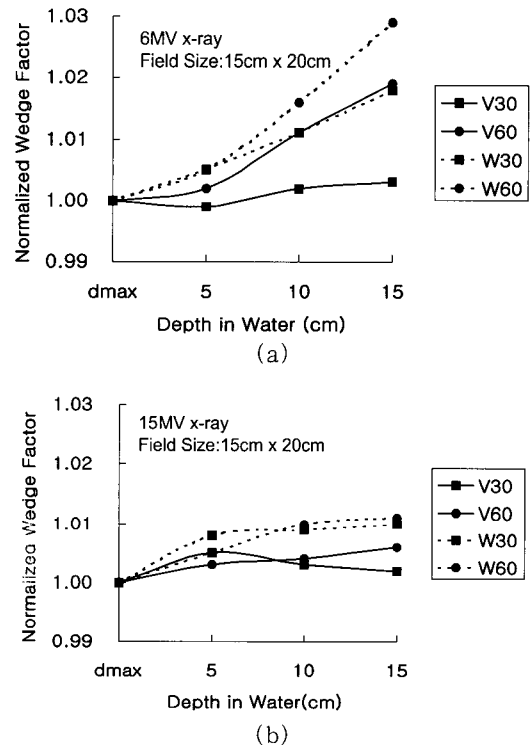 1.03
6MV x-ray
Field Size:15cm x 20cm
1.02
1.01
1.00
0.99
Normalized Wedge Factor
V30
V60
W30
W60
dmax 5 10 15
Depth in Water (cm)
(a)
1.03
15MV x-ray
Field Size:15cm x 20cm
1.02
1.01
1.00
0.99
Normalized Wedge Factor
V30
V60
W30
W60
dmax 5 10 15
Depth in Water(cm)
(b)